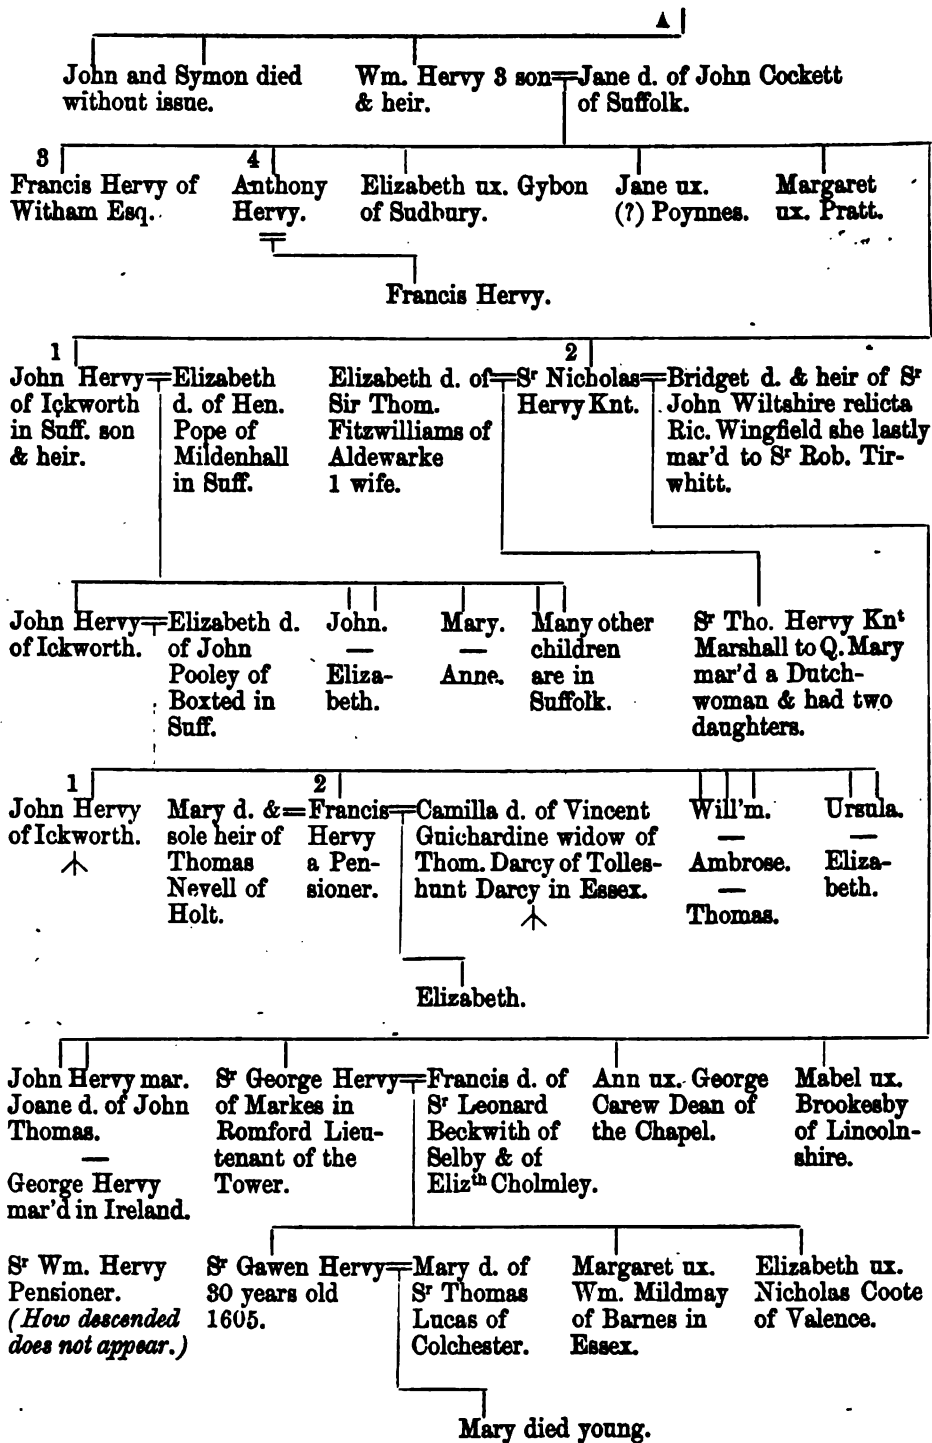 A
John and Symon died
without issue.
Wm. Hervy 3 son
& heir.
Jane d. of John Cockett
of Suffolk.
3
Francis Hervy of
Witham Esq.
4
Anthony
Hervy.
Elizabeth ux. Gybon
of Sudbury.
Jane ux.
(?) Poynnes.
Margaret
ux. Pratt.
Francis Hervy.
1
John Hervy
of Ickworth
in Suff. son
& heir.
Elizabeth
d. of Hen.
Pope of
Mildenhall
in Suff.
Elizabeth d. of
Sir Thom.
Fitzwilliams of
Aldewarke
1 wife.
2
Sr Nicholas
Hervy Knt.
Bridget d. & heir of Sr
John Wiltshire relicta
Ric. Wingfield she lastly
mar'd to Sr Rob. Tir-
whitt.
John Hervy
of Ickworth.
Elizabeth d.
of John
Pooley of
Boxted in
Suff.
John.
—
Eliza-
beth.
Mary.
—
Anne.
Many other
children
are in
Suffolk.
Sr Tho. Hervy Knt
Marshall to Q. Mary
mar'd a Dutch-
woman & had two
daughters.
1
John Hervy
of Ickworth.
Mary d. &
sole heir of
Thomas
Nevell of
Holt.
2
Francis
Hervy
a Pen-
sioner.
Camilla d. of Vincent
Guichardine widow of
Thom. Darcy of Tolles-
hunt Darcy in Essex.
Will'm.
—
Ambrose.
—
Thomas.
Ursula.
—
Eliza-
beth.
Elizabeth.
John Hervy mar.
Joane d. of John
Thomas.
—
George Hervy
mar'd in Ireland.
Sr George Hervy
of Markes in
Romford Lieu-
tenant of the
Tower.
Francis d. of
Sr Leonard
Beckwith of
Selby & of
Elizth Cholmley.
Ann ux. George
Carew Dean of
the Chapel.
Mabel ux.
Brookesby
of Lincoln-
shire.
Sr Wm. Hervy
Pensioner.
(How descended
does not appear.)
Sr Gawen Hervy
30 years old
1605.
Mary d. of
Sr Thomas
Lucas of
Colchester.
Margaret ux.
Wm. Mildmay
of Barnes in
Essex.
Elizabeth ux.
Nicholas Coote
of Valence.
Mary died young.